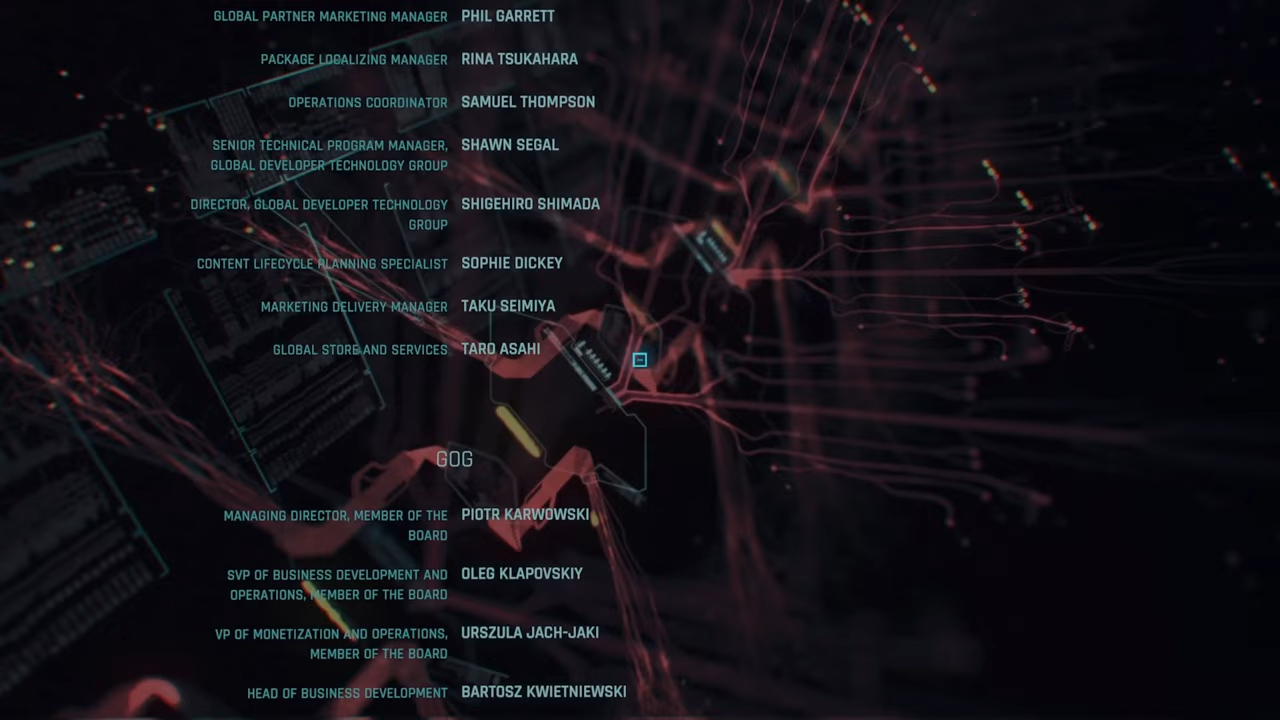 GLOBAL PARTNER MARKETING MANAGER PHIL GARRETT
PACKAGE LOCALIZING MANAGER RINA TSUKAHARA
OPERATIONS COORDINATOR SAMUEL THOMPSON
SENIOR TECHNICAL PROGRAM MANAGER, SHAWN SEGAL
GLOBAL DEVELOPER TECHNOLOGY GROUP
DIRECTOR, GLOBAL DEVELOPER TECHNOLOGY SHIGEHIRO SHIMADA
GROUP
CONTENT LIFECYCLE PLANNING SPECIALIST SOPHIE DICKEY
MARKETING DELIVERY MANAGER TAKU SEIMIYA
GLOBAL STORE AND SERVICES TARO ASAHI
GOG
MANAGING DIRECTOR, MEMBER OF THE PIOTR KARWOWSKI
BOARD
SVP OF BUSINESS DEVELOPMENT AND OLEG KLAPOVSKIY
OPERATIONS, MEMBER OF THE BOARD
VP OF MONETIZATION AND OPERATIONS, URSZULA JACH-JAKI
MEMBER OF THE BOARD
HEAD OF BUSINESS DEVELOPMENT BARTOSZ KWIETNIEWSKI